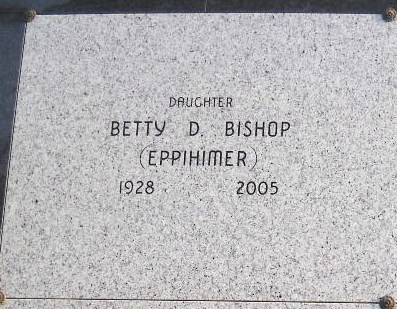 DAUGHTER
BETTY D. BISHOP
(EPPIHIMER)
1928 2005